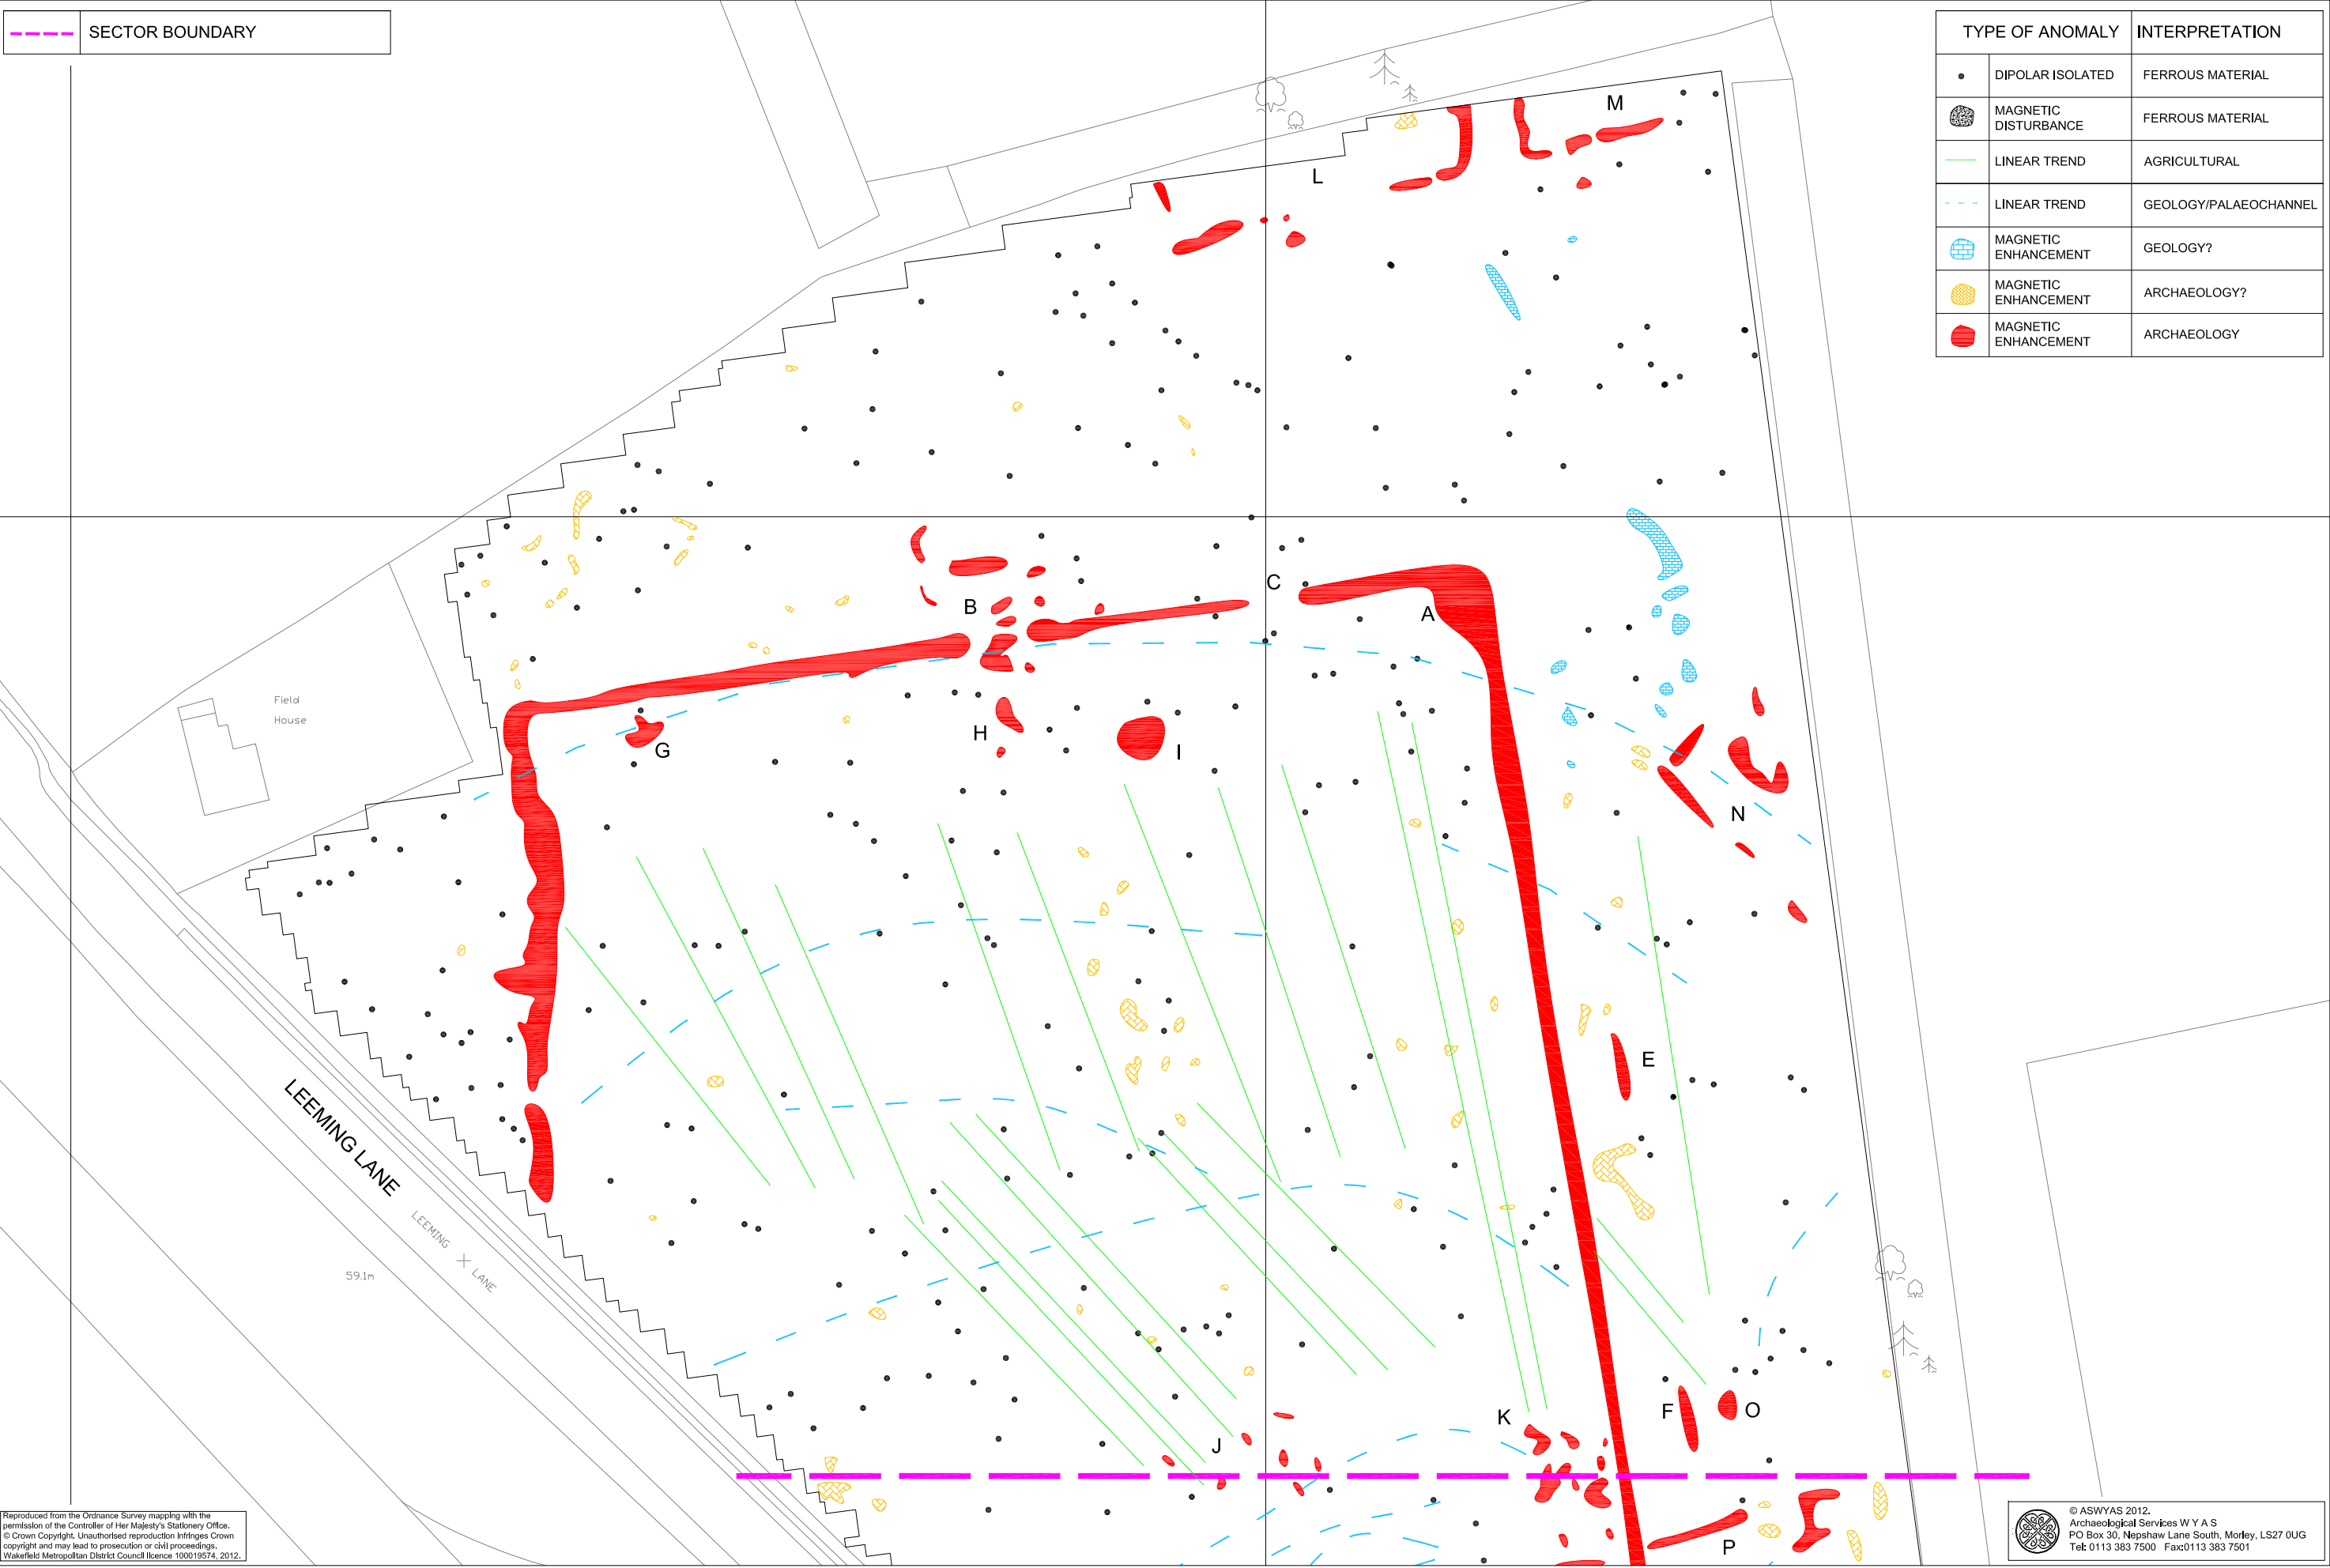 SECTOR BOUNDARY
TYPE OF ANOMALY INTERPRETATION
DIPOLAR ISOLATED FERROUS MATERIAL
MAGNETIC
DISTURBANCE
FERROUS MATERIAL
LINEAR TREND AGRICULTURAL
LINEAR TREND GEOLOGY/PALAEOCHANNEL
MAGNETIC
ENHANCEMENT
GEOLOGY?
MAGNETIC
ENHANCEMENT
ARCHAEOLOGY?
MAGNETIC
ENHANCEMENT
ARCHAEOLOGY
M
L
C
B
A
Field
House
H
G
I
N
E
LEEMING LANE
LEEMING LANE
59.1m
K
F
O
J
P
Reproduced from the Ordnance Survey mapping with the
permission of the Controller of Her Majesty's Stationery Office.
© Crown Copyright. Unauthorised reproduction infringes Crown
copyright and may lead to prosecution or civil proceedings.
Wakefield Metropolitan District Council licence 100019574, 2012.
© ASWYAS 2012.
Archaeological Services W Y A S
PO Box 30, Nepshaw Lane South, Morley, LS27 0UG
Tel: 0113 383 7500 Fax:0113 383 7501